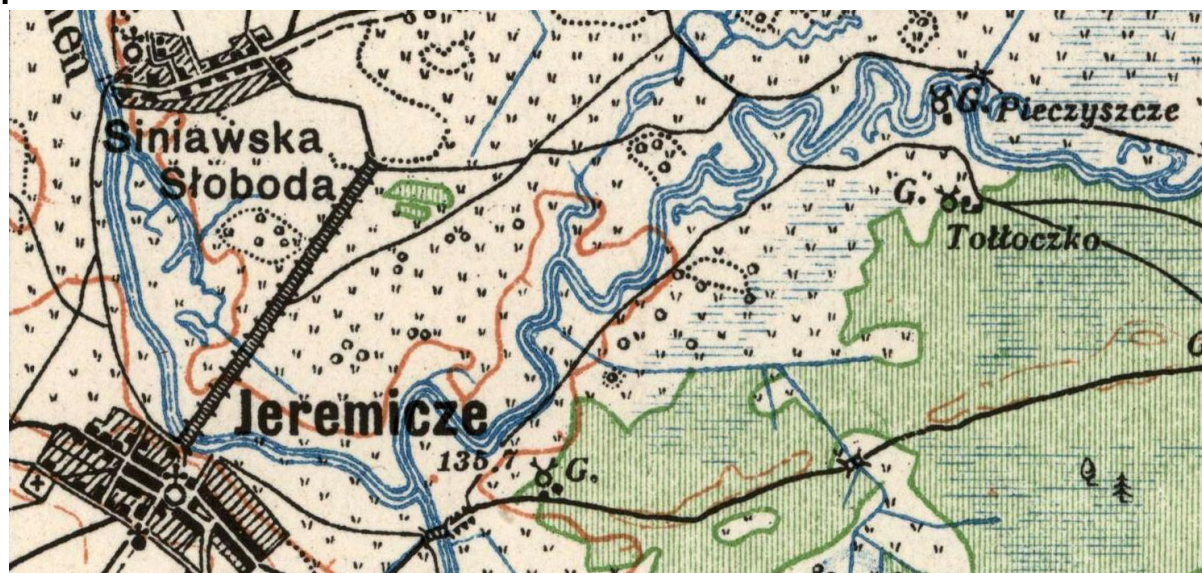 G. Pieczyszcze
Siniawska
Słoboda
G.
Tołłoczko
Jeremicze
135.7
G.